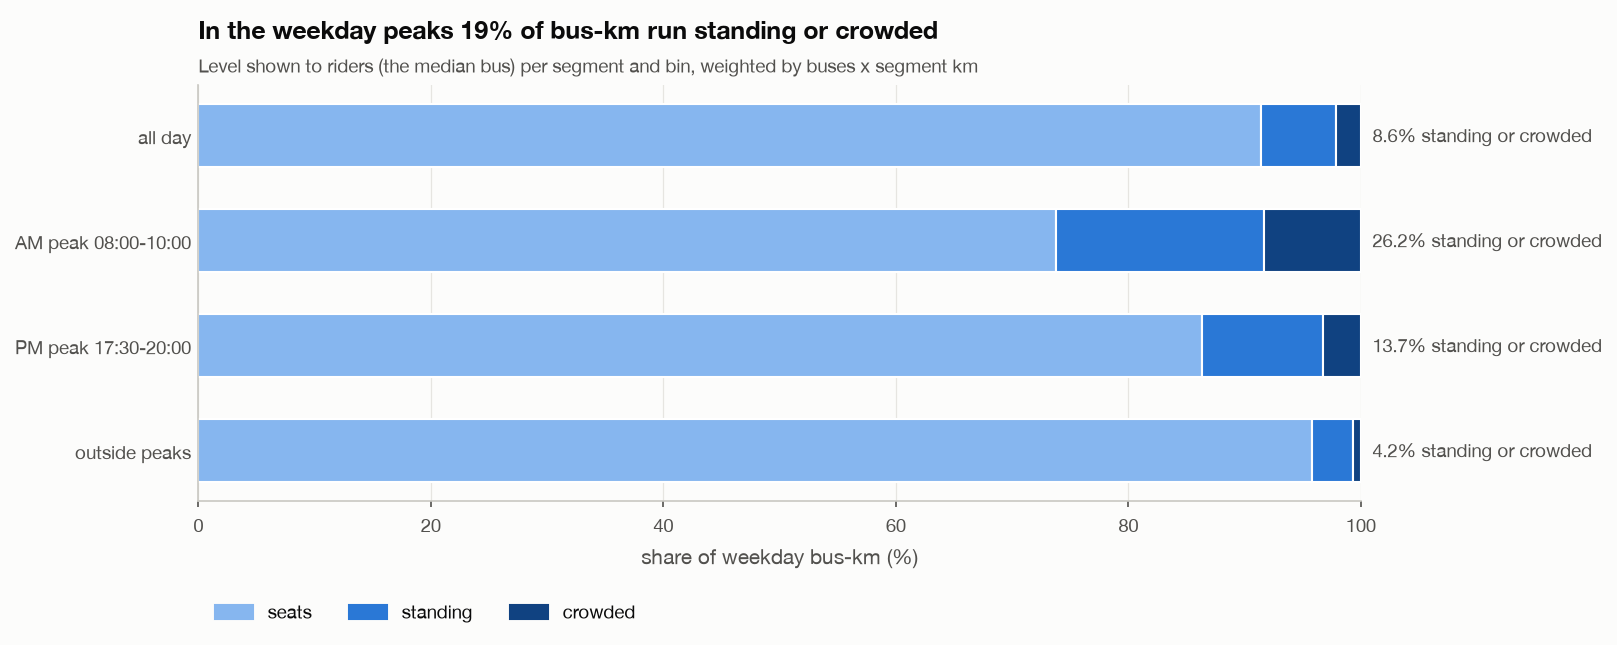 In the weekday peaks 19% of bus-km run standing or crowded
Level shown to riders (the median bus) per segment and bin, weighted by buses x segment km
all day
8.6% standing or crowded
AM peak 08:00-10:00
26.2% standing or crowded
PM peak 17:30-20:00
13.7% standing or crowded
outside peaks
4.2% standing or crowded
0 20 40 60 80 100
share of weekday bus-km (%)
seats standing crowded